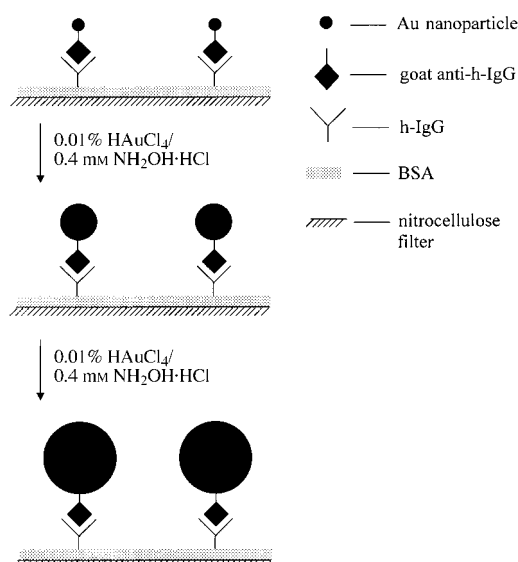 Au nanoparticle
goat anti-h-IgG
h-IgG
BSA
nitrocellulose
filter
0.01% HAuCl₄/
0.4 mM NH₂OH·HCl
0.01% HAuCl₄/
0.4 mM NH₂OH·HCl